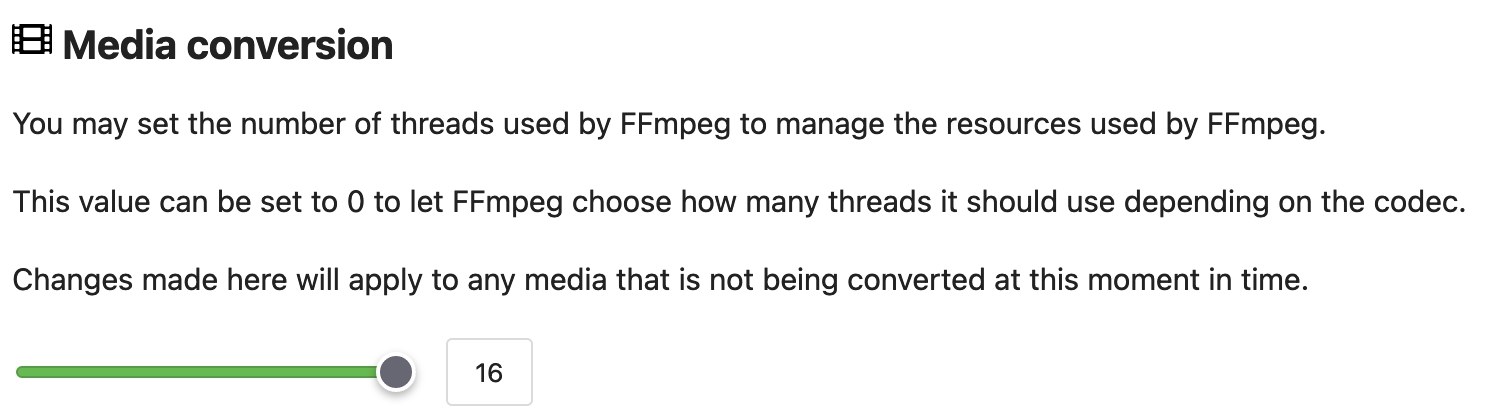 Media conversion
You may set the number of threads used by FFmpeg to manage the resources used by FFmpeg.
This value can be set to 0 to let FFmpeg choose how many threads it should use depending on the codec.
Changes made here will apply to any media that is not being converted at this moment in time.
16